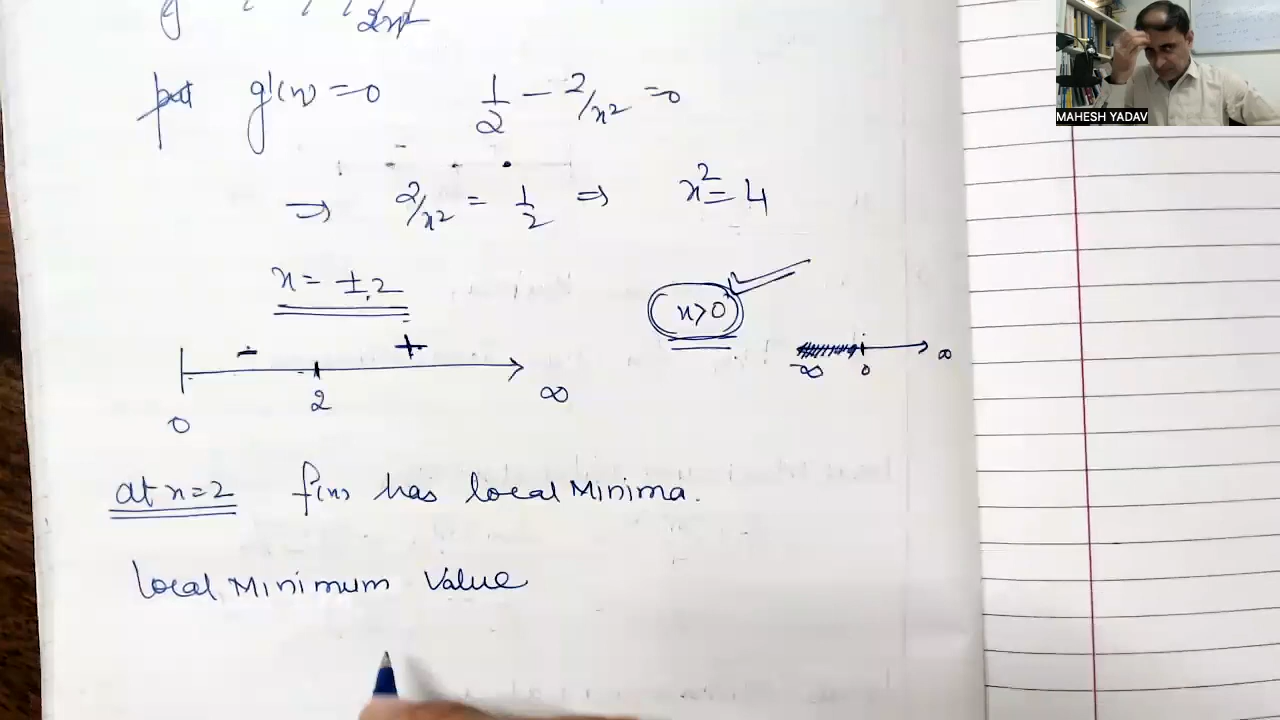 put g'(x) = 0 1/2 - 2/x² = 0
⇒ 2/x² = 1/2 ⇒ x² = 4
x = ±2 x>0
- +
0 2 ∞
-∞ 0 ∞
at x=2 f(x) has local Minima.
Local Minimum Value
MAHESH YADAV